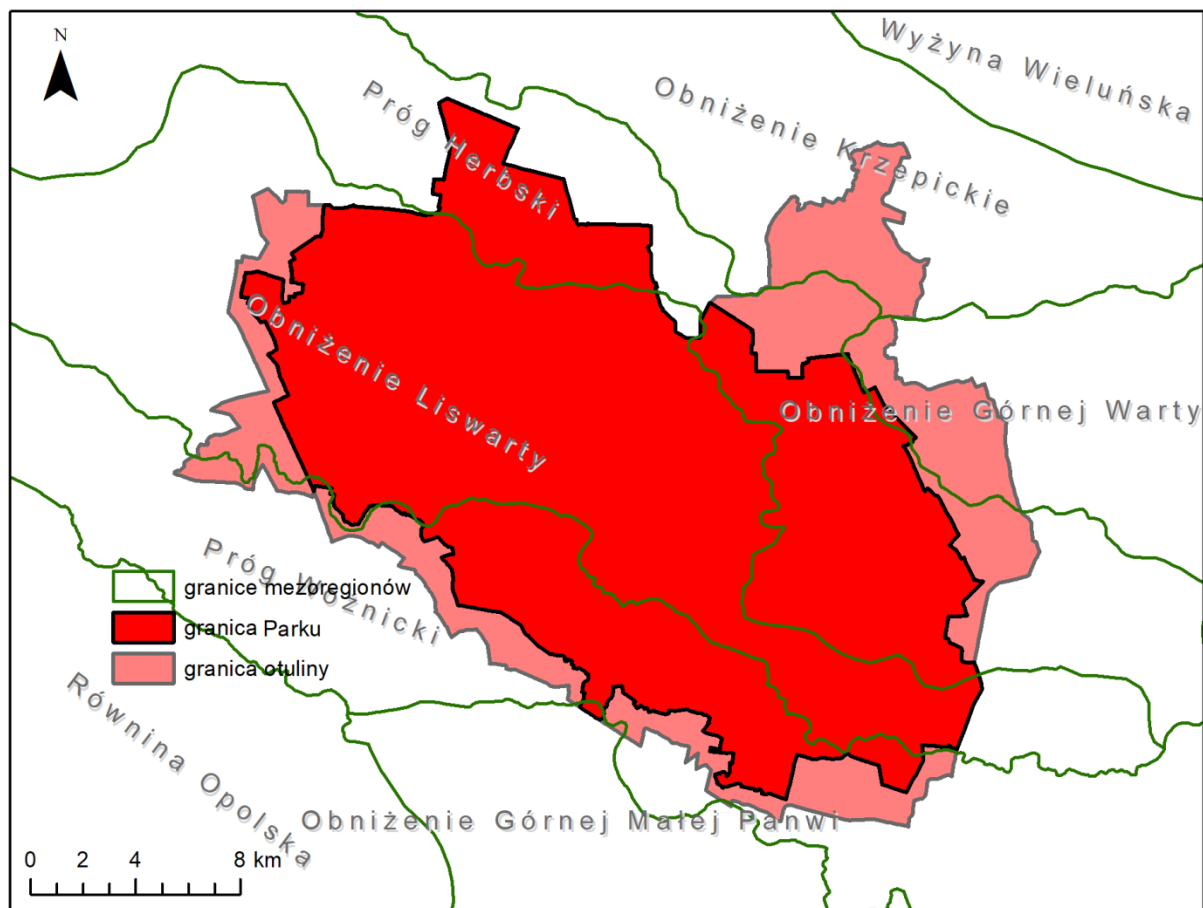 N
Wyżyna Wieluńska
Obniżenie Krzepickie
Próg Herbski
Obniżenie Liswarty
Obniżenie Górnej Warty
Próg Woźnicki
granice mezoregionów
granica Parku
granica otuliny
Równina Opolska
Obniżenie Górnej Małej Panwi
0 2 4 8 km